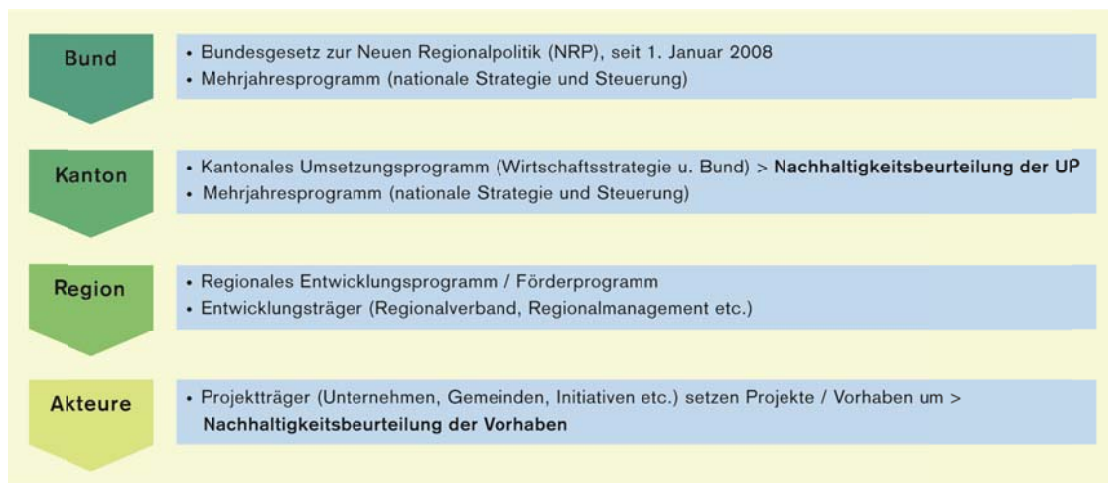 Bund
• Bundesgesetz zur Neuen Regionalpolitik (NRP), seit 1. Januar 2008
• Mehrjahresprogramm (nationale Strategie und Steuerung)
Kanton
• Kantonales Umsetzungsprogramm (Wirtschaftsstrategie u. Bund) > Nachhaltigkeitsbeurteilung der UP
• Mehrjahresprogramm (nationale Strategie und Steuerung)
Region
• Regionales Entwicklungsprogramm / Förderprogramm
• Entwicklungsträger (Regionalverband, Regionalmanagement etc.)
Akteure
• Projektträger (Unternehmen, Gemeinden, Initiativen etc.) setzen Projekte / Vorhaben um >
Nachhaltigkeitsbeurteilung der Vorhaben